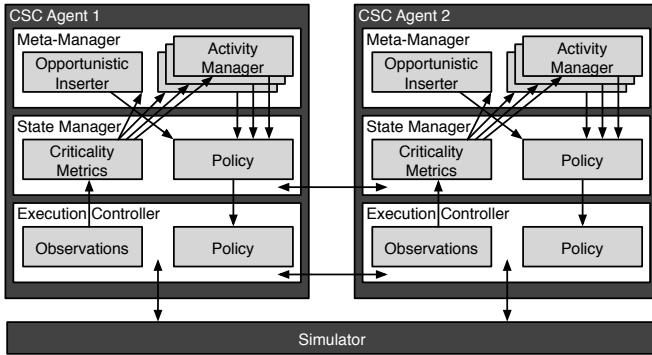 CSC Agent 1
Meta-Manager
Opportunistic
Inserter
Activity
Manager
State Manager
Criticality
Metrics
Policy
Execution Controller
Observations
Policy
CSC Agent 2
Meta-Manager
Opportunistic
Inserter
Activity
Manager
State Manager
Criticality
Metrics
Policy
Execution Controller
Observations
Policy
Simulator